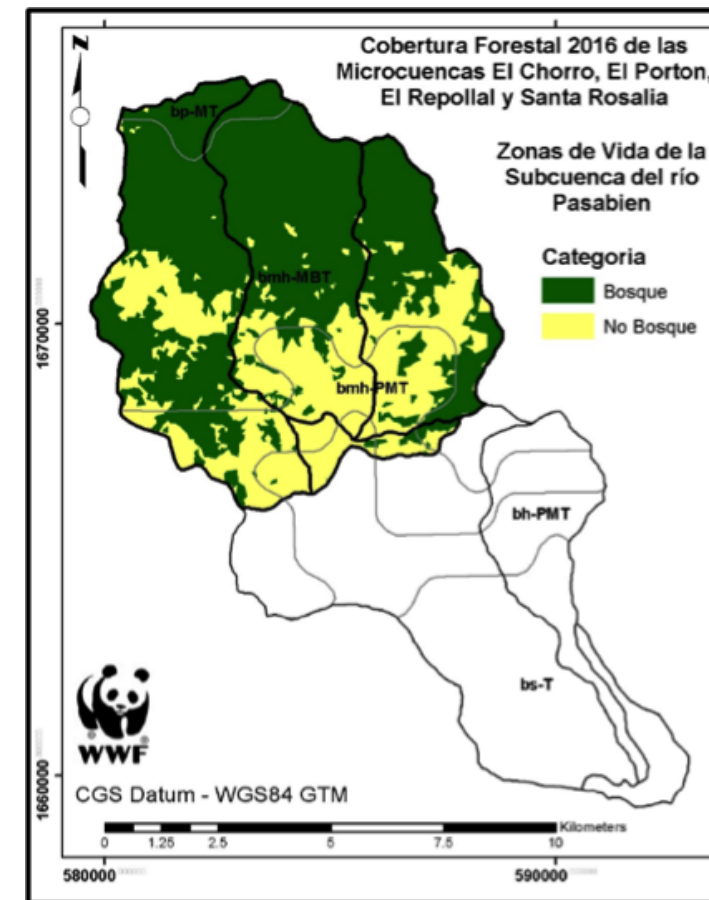 Z
Cobertura Forestal 2016 de las
Microcuencas El Chorro, El Porton,
El Repollal y Santa Rosalia
Zonas de Vida de la
Subcuenca del río
Pasabien
Categoria
Bosque
No Bosque
bp-MT
bmh-MBT
bmh-PMT
bh-PMT
bs-T
1670000
1660000
WWF
CGS Datum - WGS84 GTM
Kilometers
0 1.25 2.5 5 7.5 10
580000
590000